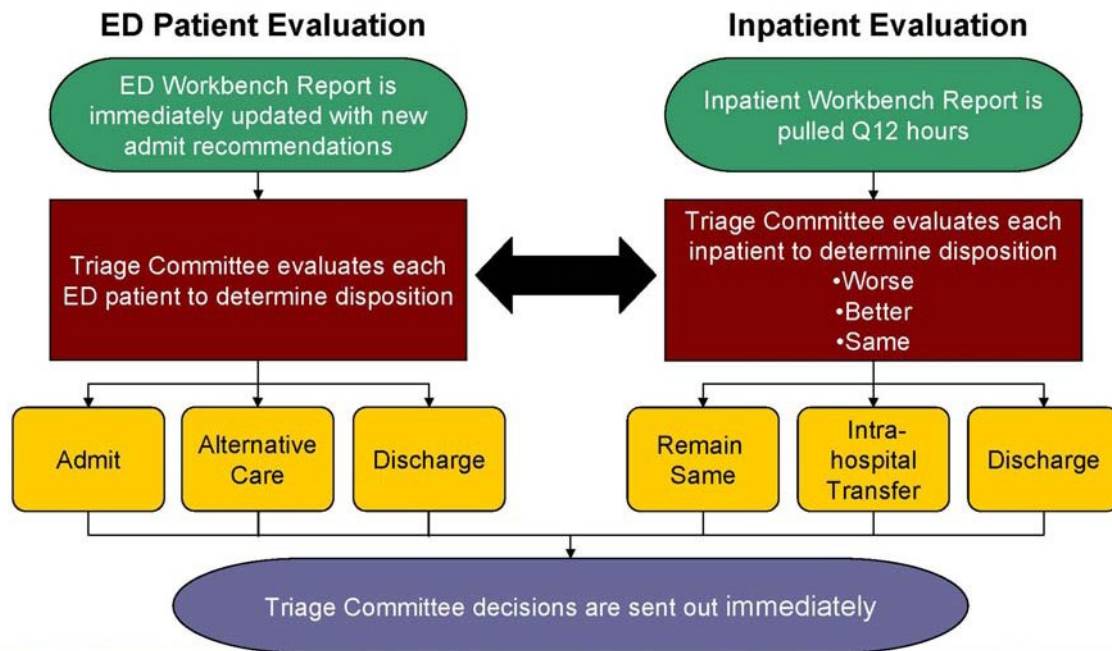 ED Patient Evaluation
ED Workbench Report is
immediately updated with new
admit recommendations
Triage Committee evaluates each
ED patient to determine disposition
Admit
Alternative
Care
Discharge
Inpatient Evaluation
Inpatient Workbench Report is
pulled Q12 hours
Triage Committee evaluates each
inpatient to determine disposition
•Worse
•Better
•Same
Remain
Same
Intra-
hospital
Transfer
Discharge
Triage Committee decisions are sent out immediately